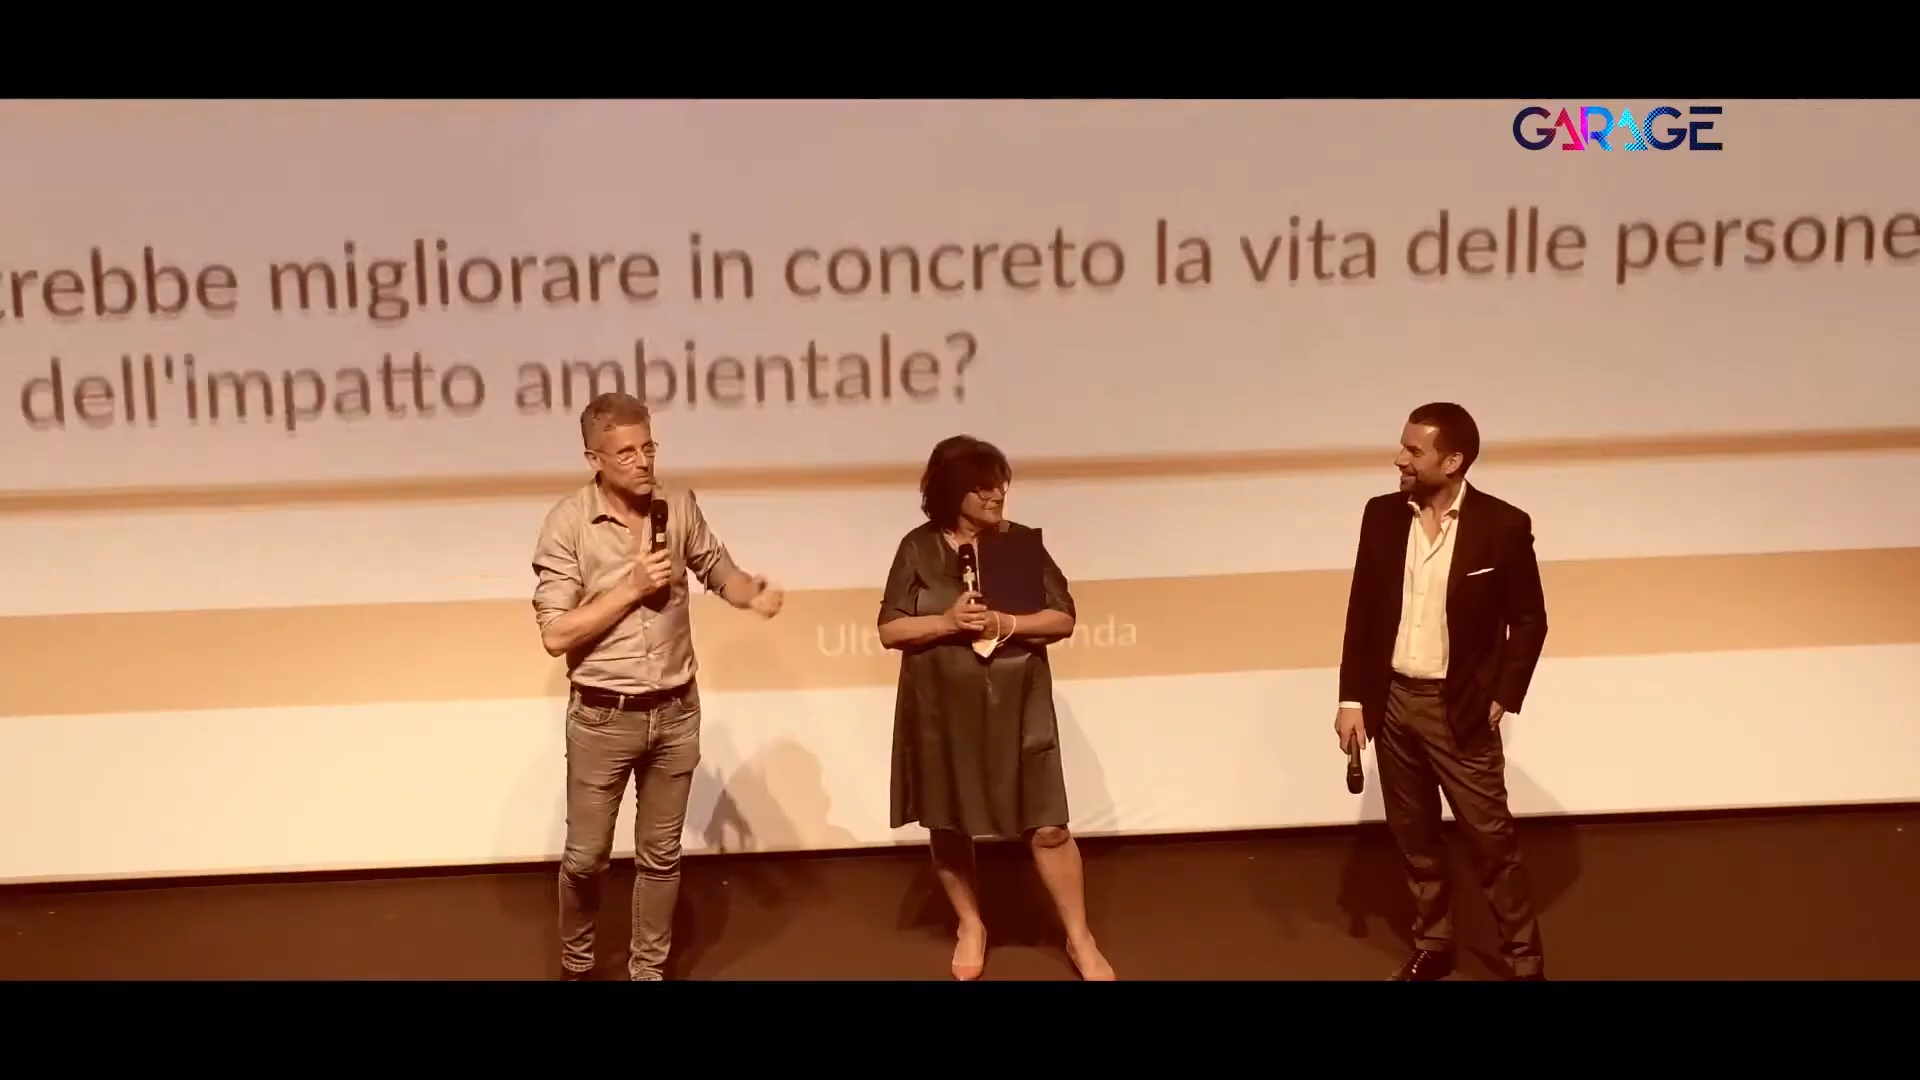 GARAGE
trebbe migliorare in concreto la vita delle persone
dell'impatto ambientale?